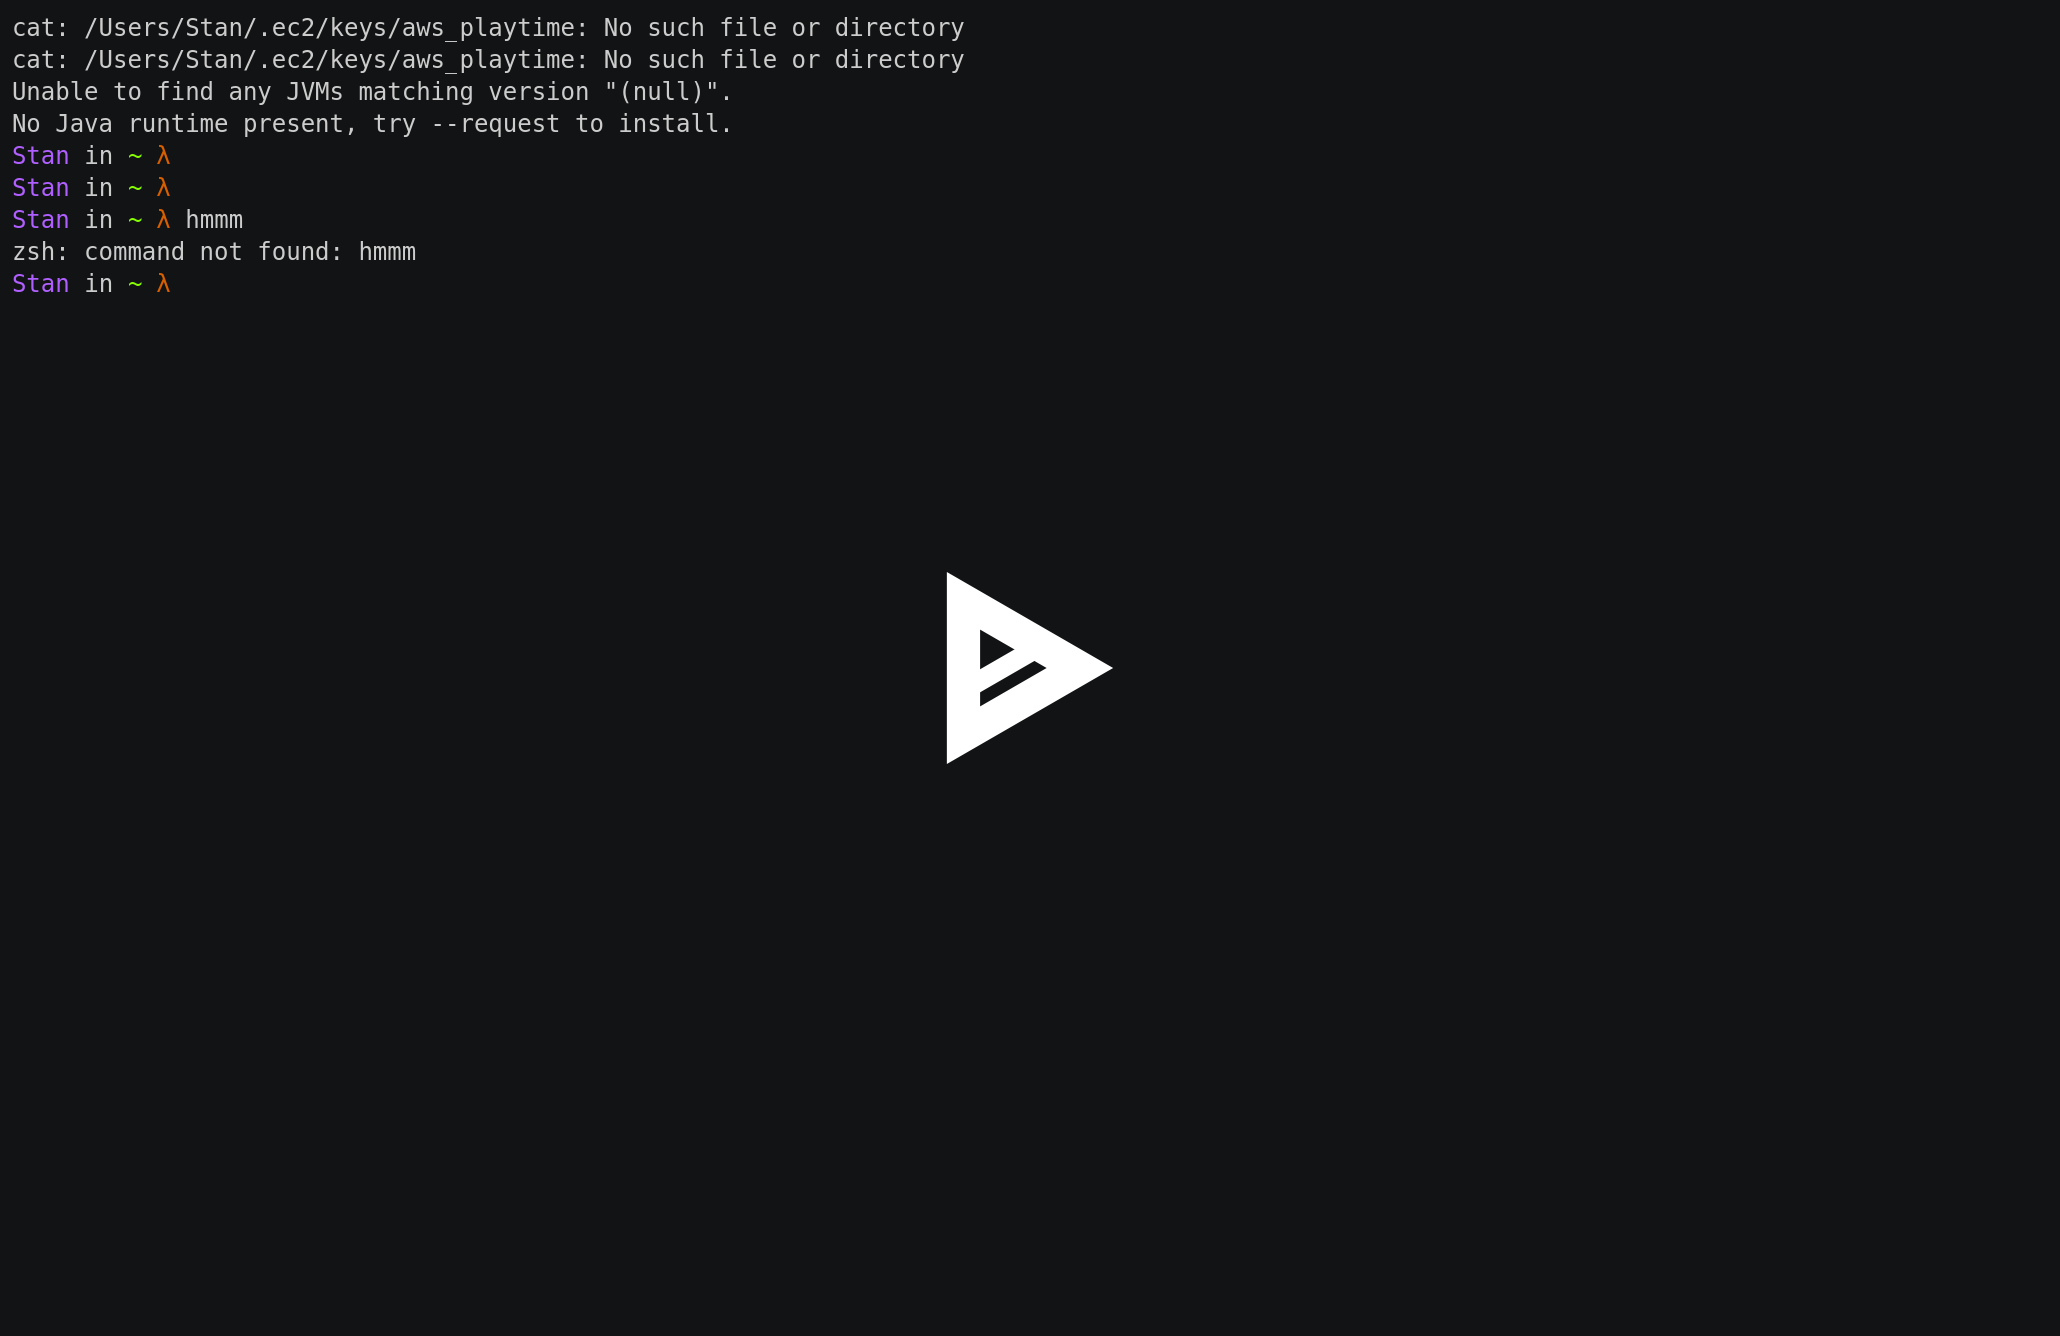 cat: /Users/Stan/.ec2/keys/aws_playtime: No such file or directory
cat: /Users/Stan/.ec2/keys/aws_playtime: No such file or directory
Unable to find any JVMs matching version "(null)".
No Java runtime present, try --request to install.
Stan in ~ λ
Stan in ~ λ
Stan in ~ λ hmmm
zsh: command not found: hmmm
Stan in ~ λ